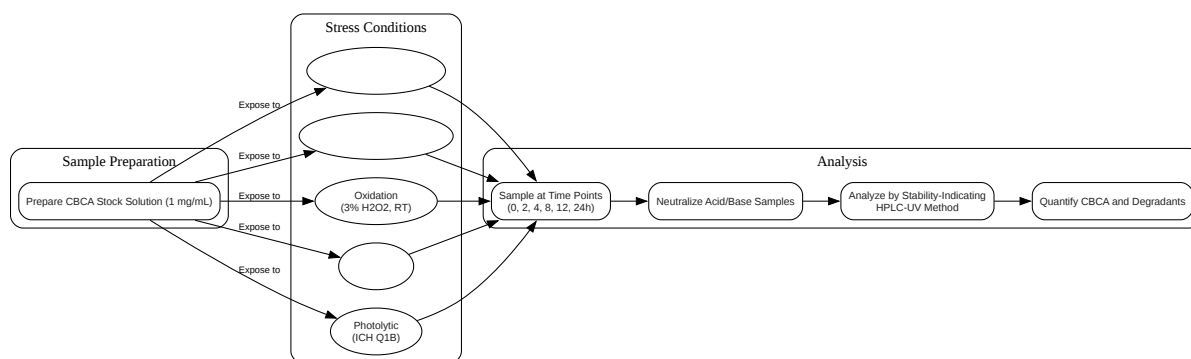 Stress Conditions
Expose to
Expose to
Sample Preparation
Analysis
Prepare CBCA Stock Solution (1 mg/mL)
Expose to
Oxidation
(3% H2O2, RT)
Sample at Time Points
(0, 2, 4, 8, 12, 24h)
Neutralize Acid/Base Samples
Analyze by Stability-Indicating
HPLC-UV Method
Quantify CBCA and Degradants
Expose to
Expose to
Photolytic
(ICH Q1B)